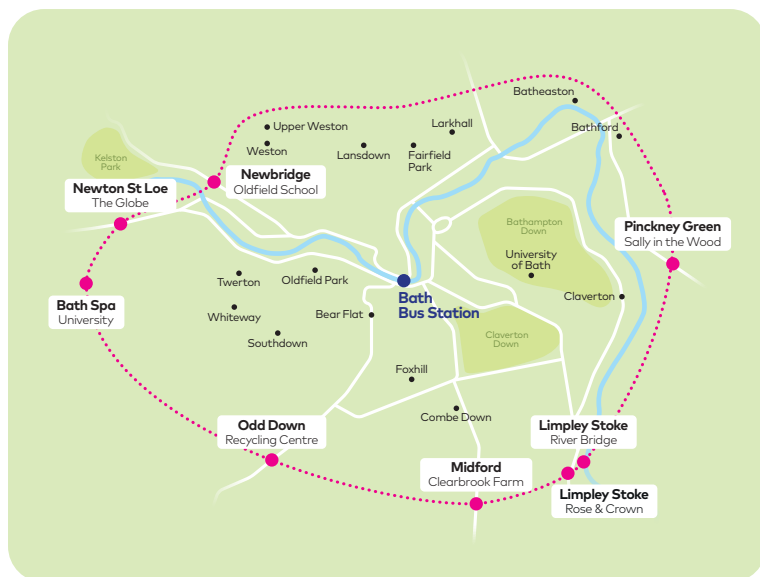 Batheaston
Upper Weston
Larkhall
Bathford
Weston
Lansdown
Fairfield
Park
Kelston
Park
Newbridge
Oldfield School
Newton St Loe
The Globe
Bathampton
Down
Pinckney Green
Sally in the Wood
University
of Bath
Twerton
Oldfield Park
Claverton
Bath
Bus Station
Bath Spa
University
Whiteway
Bear Flat
Southdown
Claverton
Down
Foxhill
Combe Down
Odd Down
Recycling Centre
Limpley Stoke
River Bridge
Midford
Clearbrook Farm
Limpley Stoke
Rose & Crown